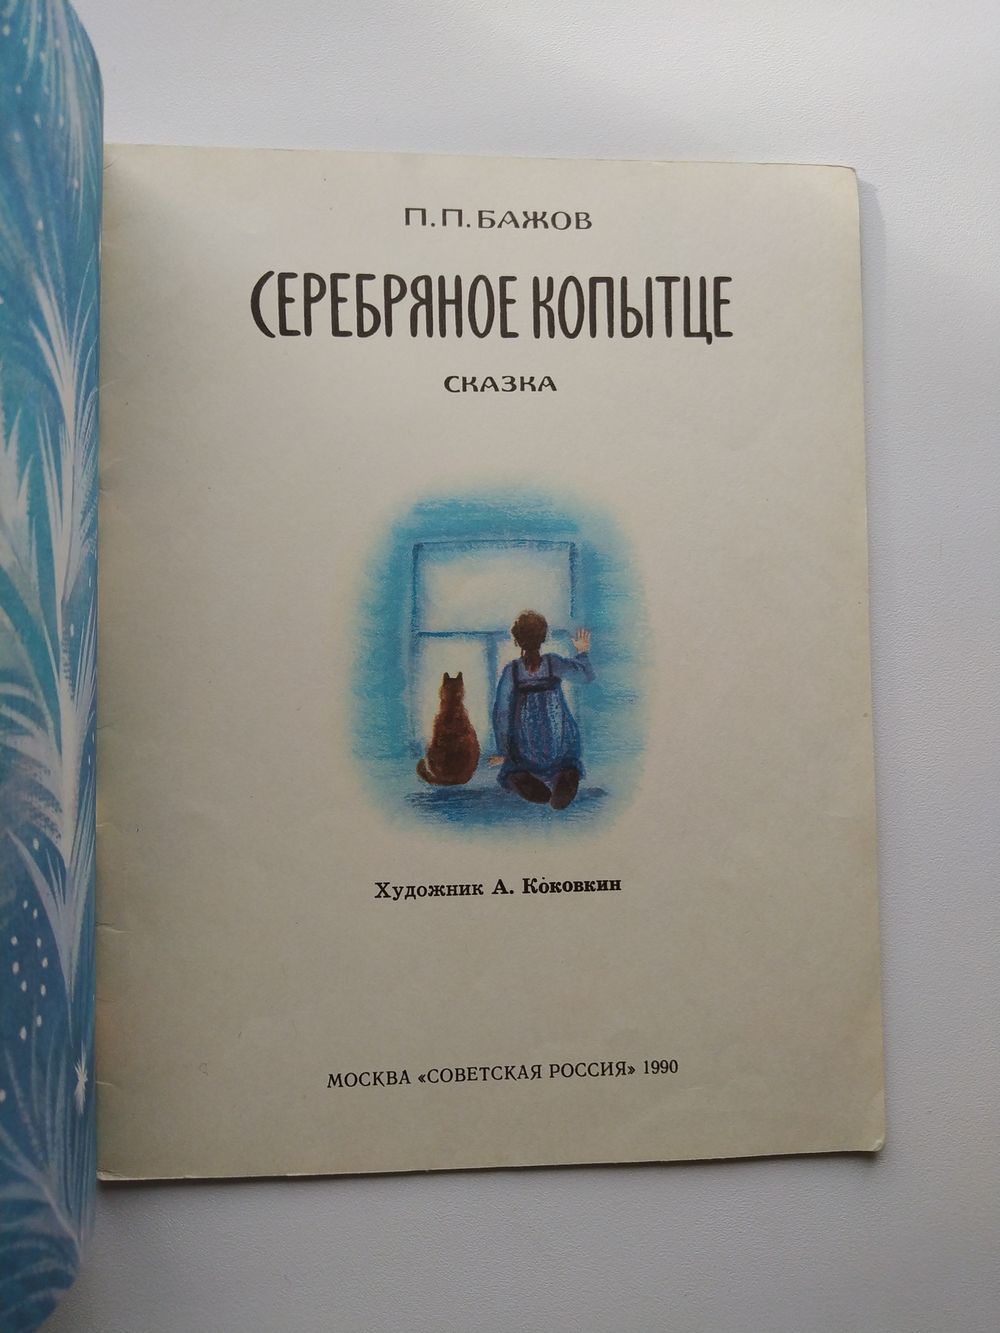 П.П.БАЖОВ
СЕРЕБРЯНОЕ КОПЫТЦЕ
СКАЗКА
Художник А. Коковкин
МОСКВА «СОВЕТСКАЯ РОССИЯ» 1990